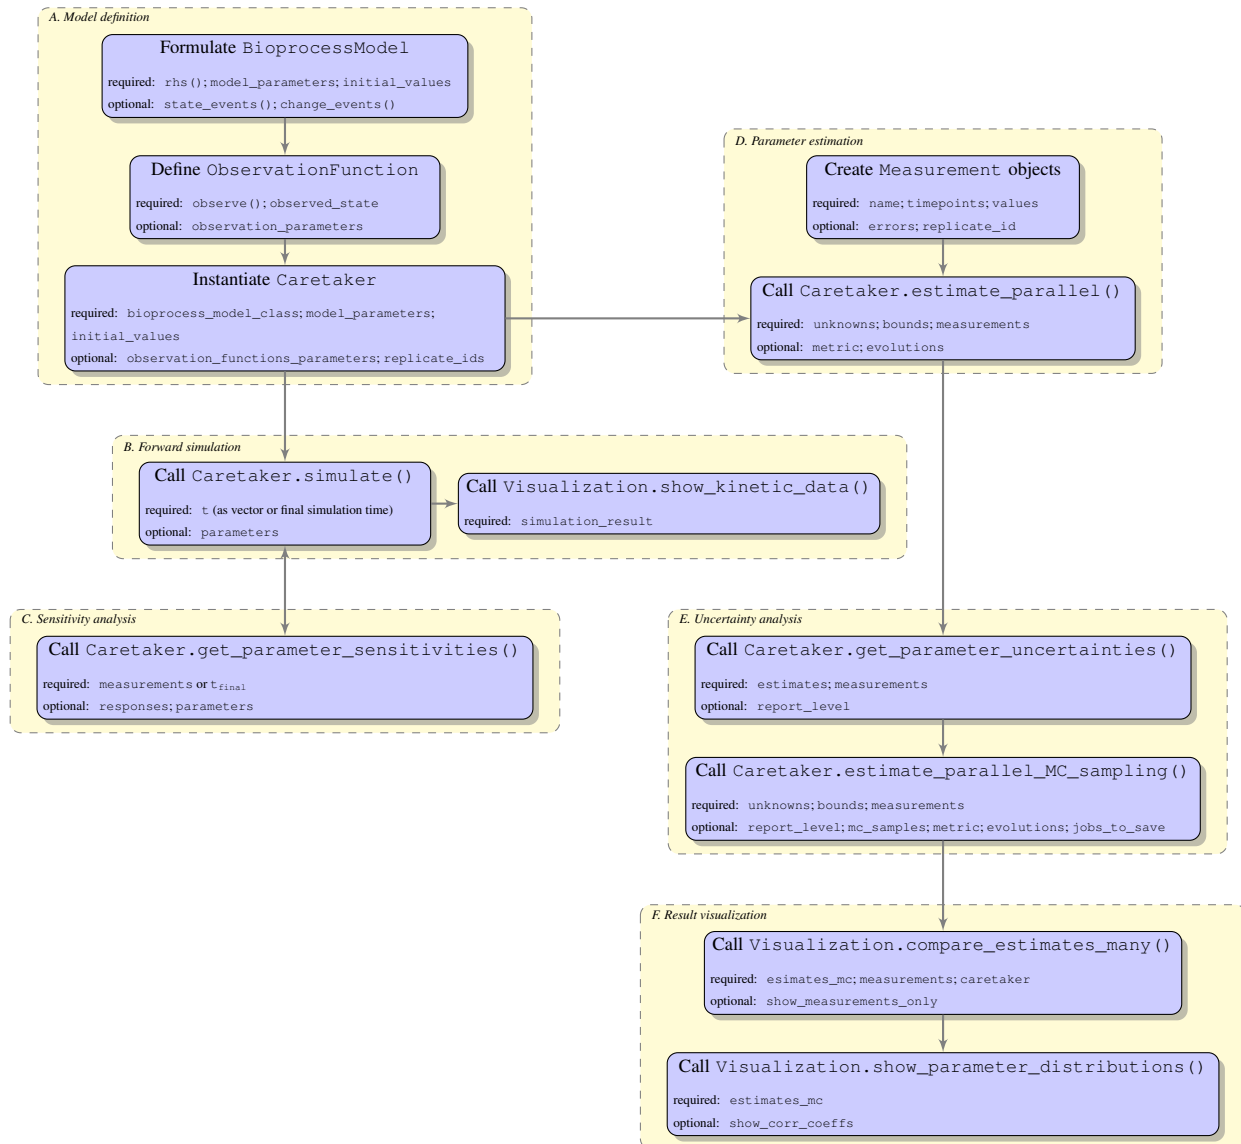 A. Model definition
Formulate BioprocessModel
required: rhs(); model_parameters; initial_values
optional: state_events(); change_events()
Define ObservationFunction
required: observe(); observed_state
optional: observation_parameters
Instantiate Caretaker
required: bioprocess_model_class; model_parameters;
initial_values
optional: observation_functions_parameters; replicate_ids
D. Parameter estimation
Create Measurement objects
required: name; timepoints; values
optional: errors; replicate_id
Call Caretaker.estimate_parallel()
required: unknowns; bounds; measurements
optional: metric; evolutions
B. Forward simulation
Call Caretaker.simulate()
required: t (as vector or final simulation time)
optional: parameters
Call Visualization.show_kinetic_data()
required: simulation_result
C. Sensitivity analysis
Call Caretaker.get_parameter_sensitivities()
required: measurements or t_final
optional: responses; parameters
E. Uncertainty analysis
Call Caretaker.get_parameter_uncertainties()
required: estimates; measurements
optional: report_level
Call Caretaker.estimate_parallel_MC_sampling()
required: unknowns; bounds; measurements
optional: report_level; mc_samples; metric; evolutions; jobs_to_save
F. Result visualization
Call Visualization.compare_estimates_many()
required: esimates_mc; measurements; caretaker
optional: show_measurements_only
Call Visualization.show_parameter_distributions()
required: estimates_mc
optional: show_corr_coeffs